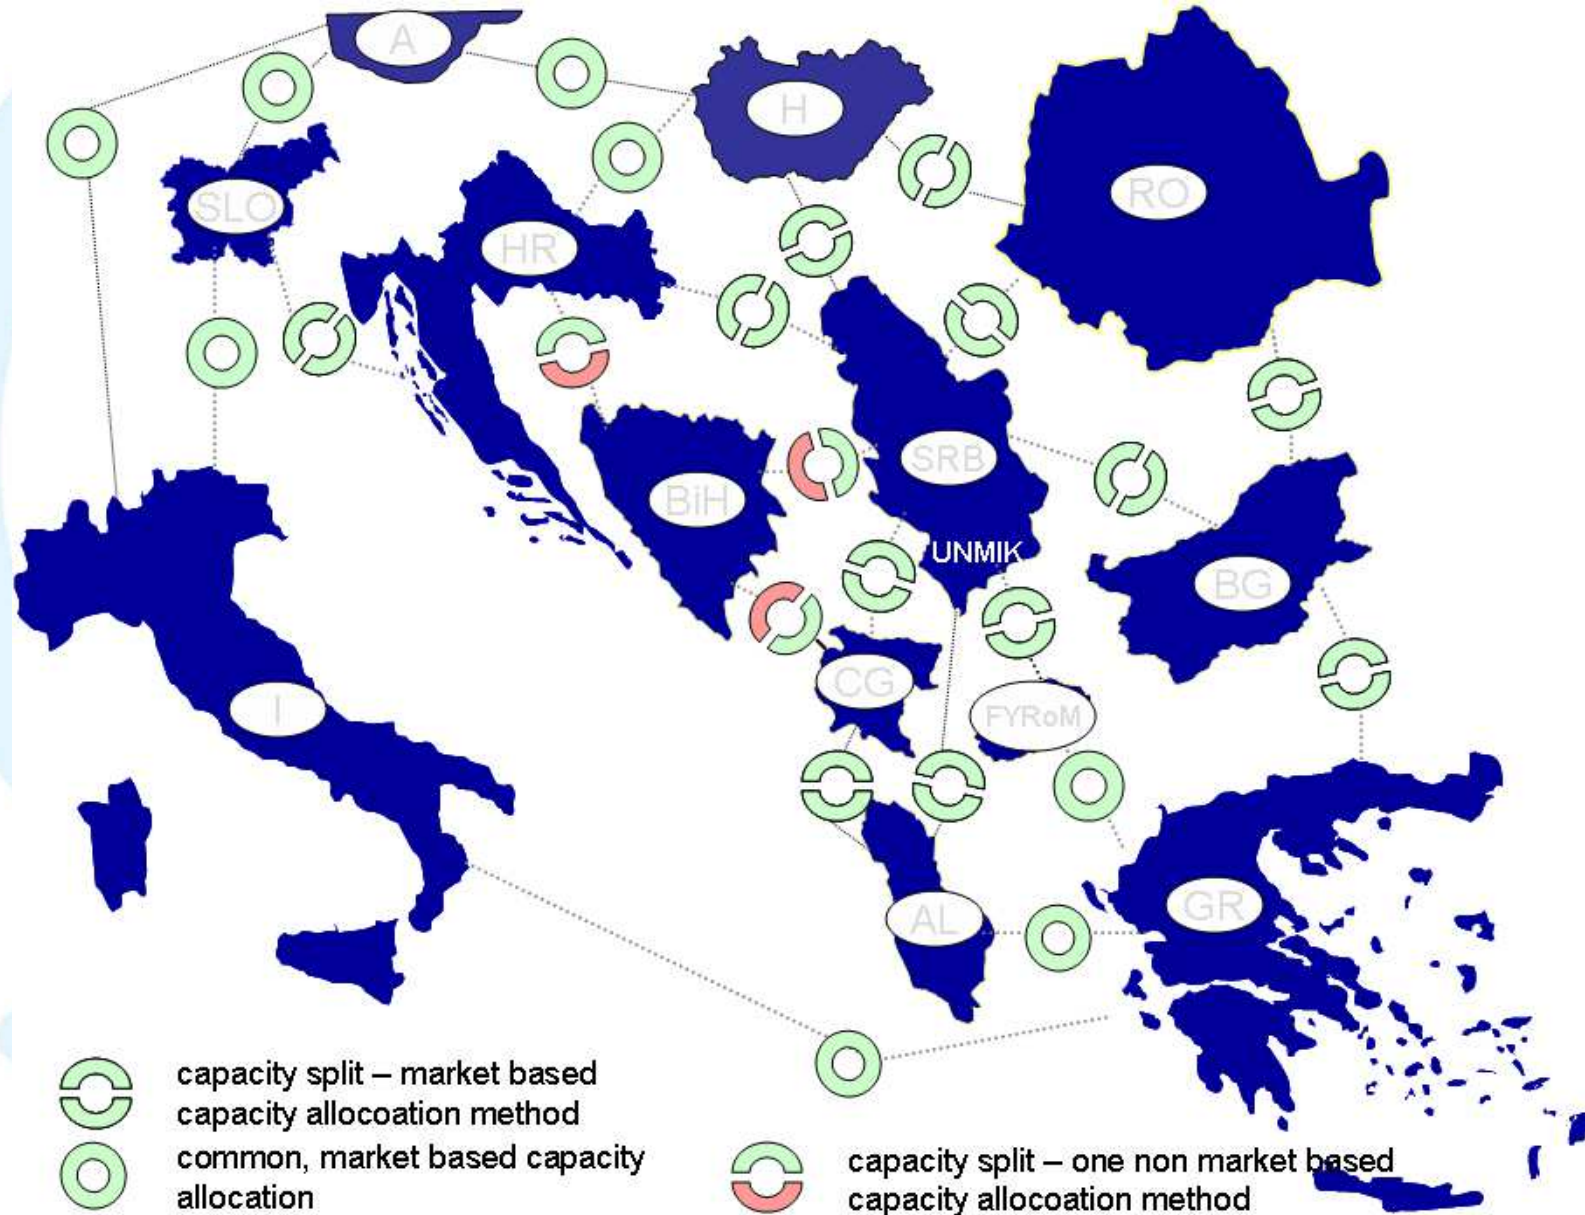 A
H
SLO
RO
HR
SRB
BiH
UNMIK
BG
CG
I
FYRoM
AL
GR
capacity split – market based
capacity allocoation method
common, market based capacity
allocation
capacity split – one non market based
capacity allocoation method